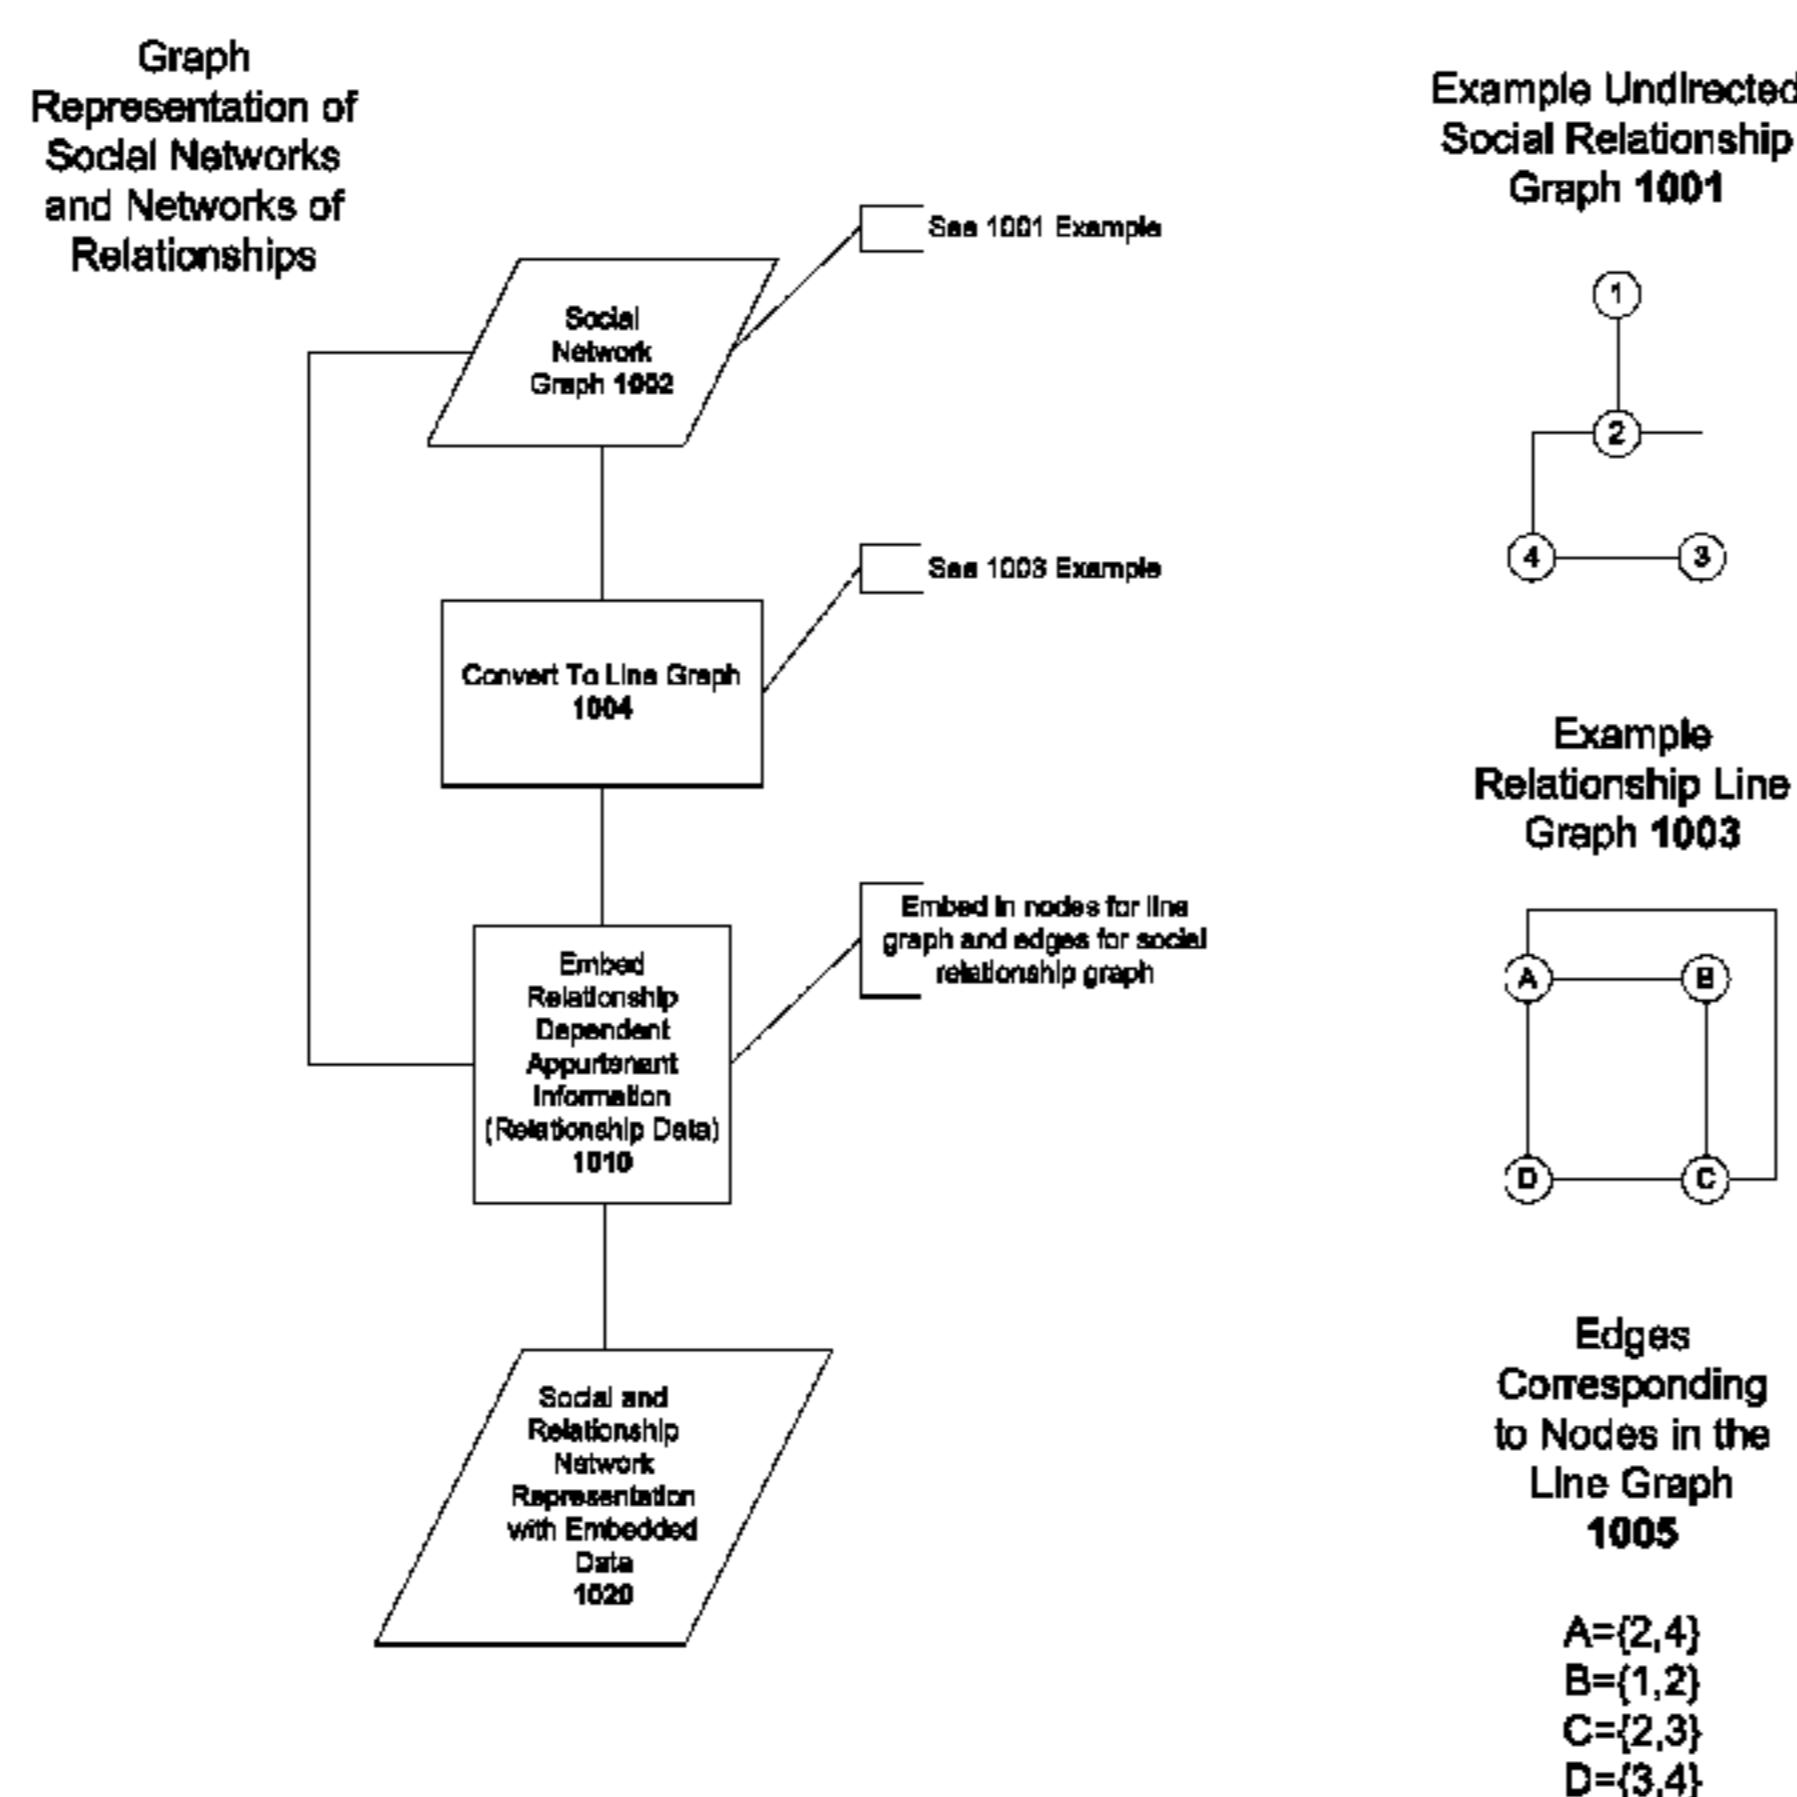 Graph
Representation of
Social Networks
and Networks of
Relationships
See 1001 Example
Social
Network
Graph 1002
See 1003 Example
Convert To Line Graph
1004
Embed in nodes for line
graph and edges for social
relationship graph
Embed
Relationship
Dependent
Appurtenant
Information
(Relationship Data)
1010
Social and
Relationship
Network
Representation
with Embedded
Data
1020
Example Undirected
Social Relationship
Graph 1001
1
2
4
3
Example
Relationship Line
Graph 1003
A
B
D
C
Edges
Corresponding
to Nodes in the
Line Graph
1005
A={2,4}
B={1,2}
C={2,3}
D={3,4}